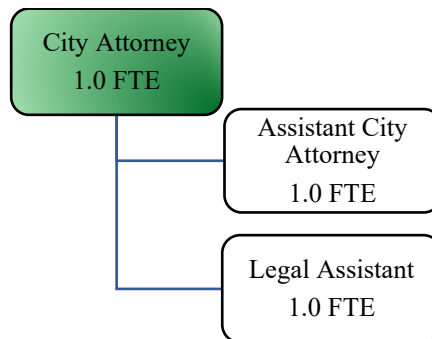 City Attorney
1.0 FTE
Assistant City
Attorney
1.0 FTE
Legal Assistant
1.0 FTE